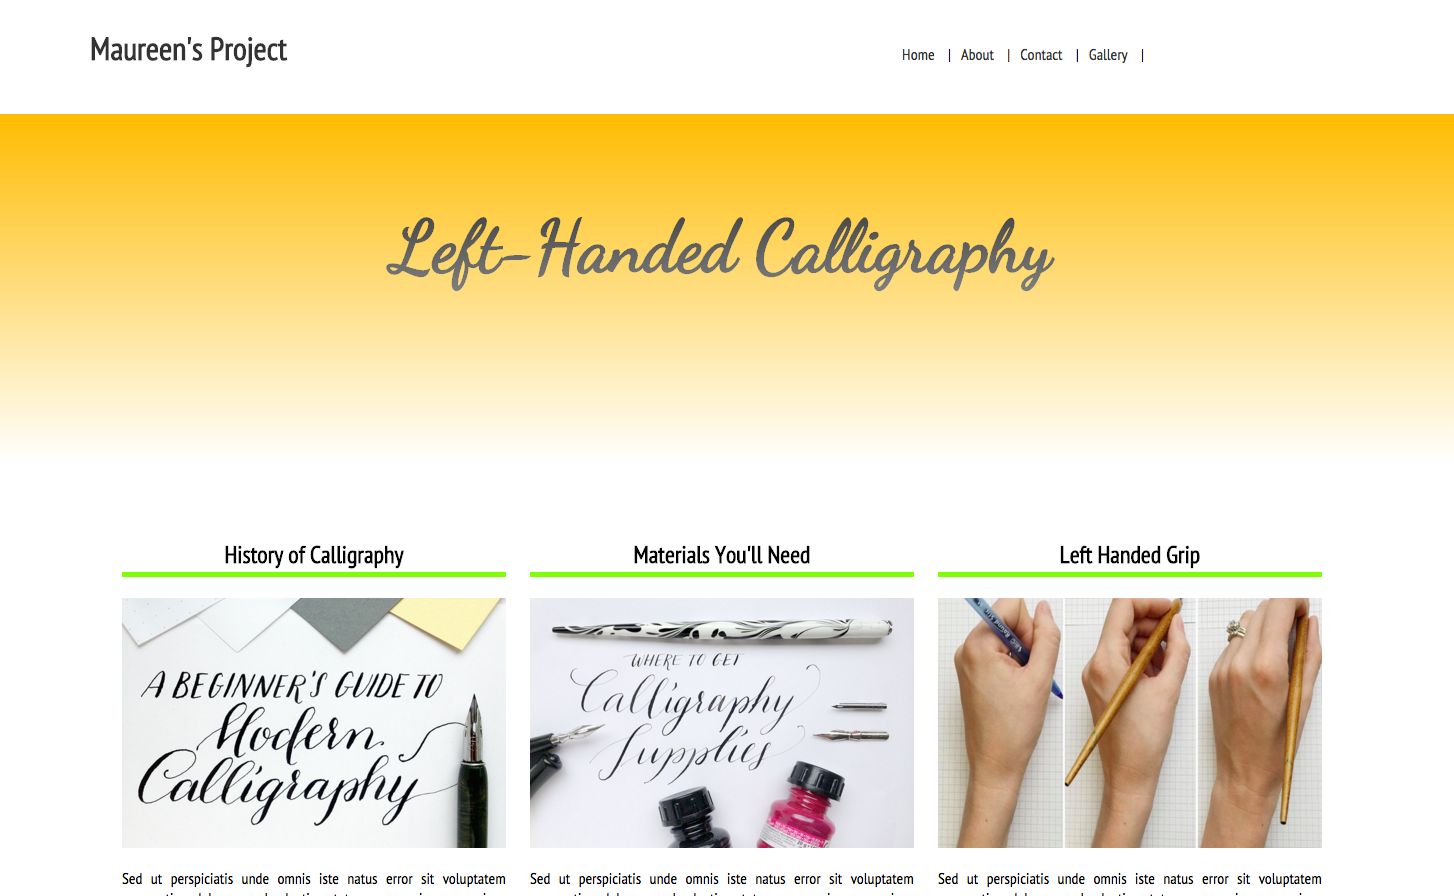 Maureen's Project
Home | About | Contact | Gallery |
Left-Handed Calligraphy
History of Calligraphy
A BEGINNER'S GUIDE TO
Modern
Calligraphy
Sed ut perspiciatis unde omnis iste natus error sit voluptatem
Materials You'll Need
WHERE TO GET
Calligraphy
Supplies
Sed ut perspiciatis unde omnis iste natus error sit voluptatem
Left Handed Grip
Sed ut perspiciatis unde omnis iste natus error sit voluptatem